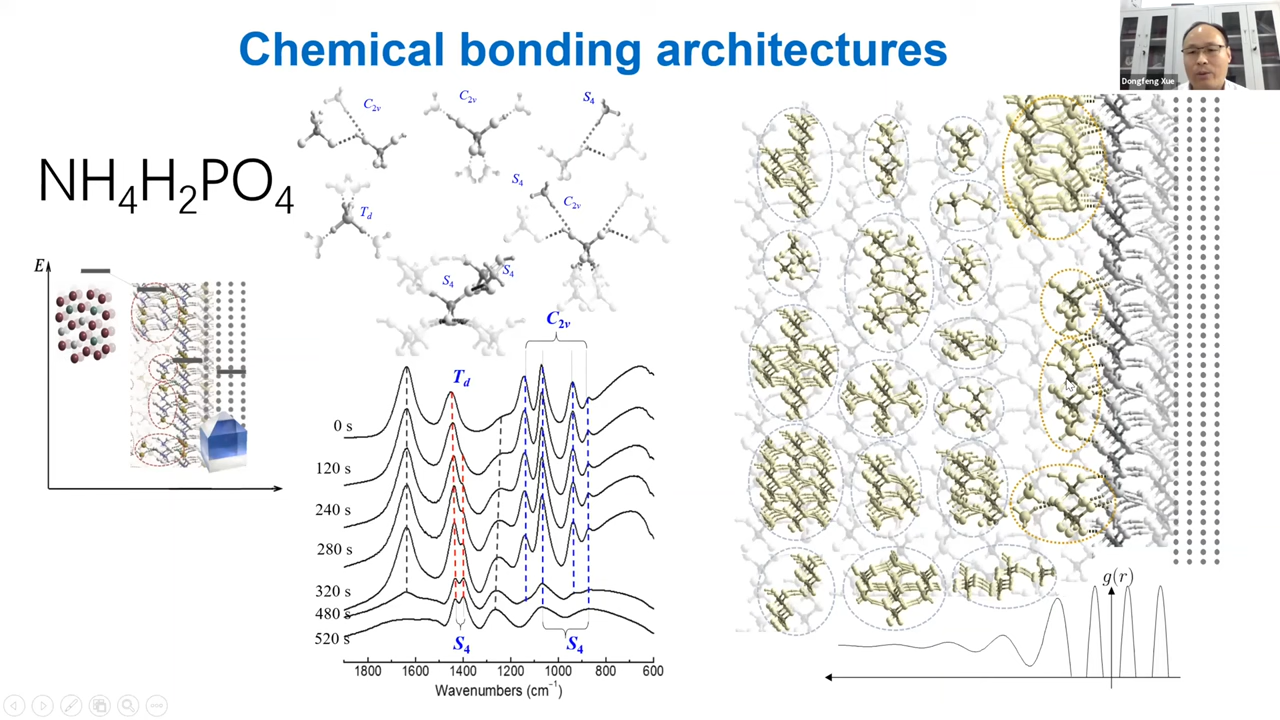 Chemical bonding architectures
Dongfeng Xue
NH4H2PO4
E
C2v
C2v
S4
Td
S4
C2v
S4
S4
C2v
Td
0 s
120 s
240 s
280 s
320 s
480 s
520 s
S4
S4
1800 1600 1400 1200 1000 800 600
Wavenumbers (cm−1)
g(r)